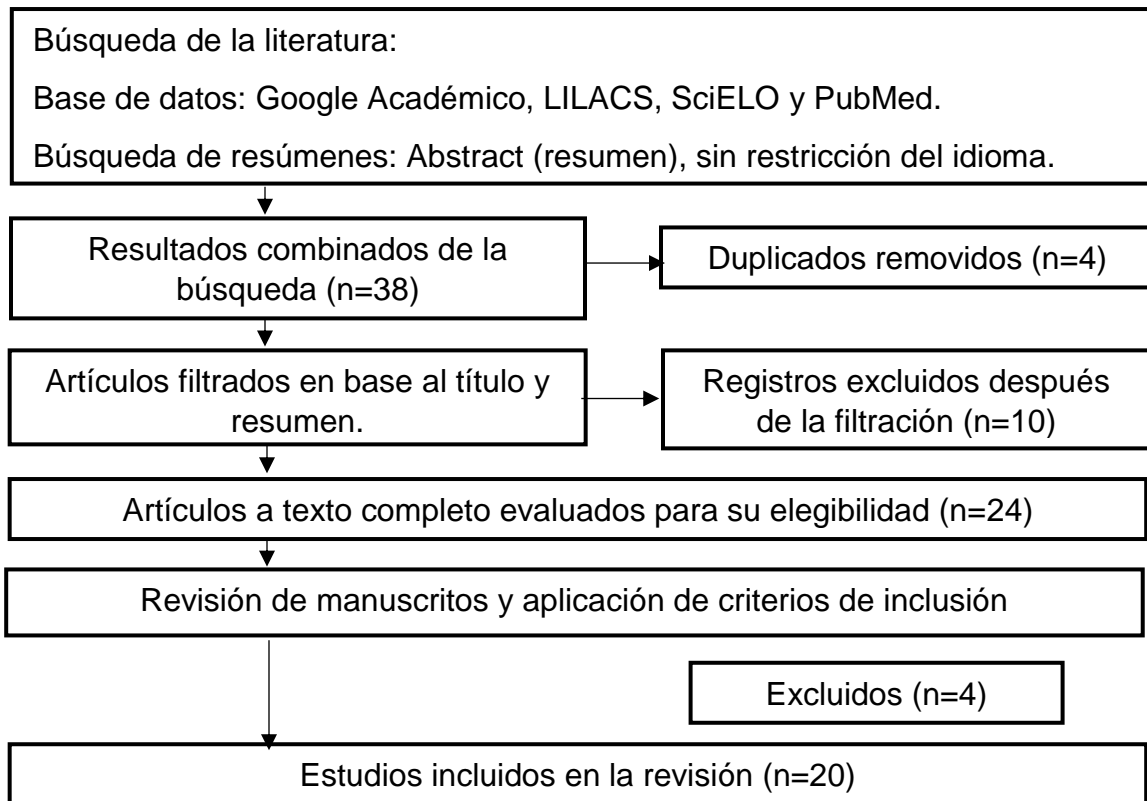 Búsqueda de la literatura:
Base de datos: Google Académico, LILACS, SciELO y PubMed.
Búsqueda de resúmenes: Abstract (resumen), sin restricción del idioma.
Resultados combinados de la
búsqueda (n=38)
Duplicados removidos (n=4)
Artículos filtrados en base al título y
resumen.
Registros excluidos después
de la filtración (n=10)
Artículos a texto completo evaluados para su elegibilidad (n=24)
Revisión de manuscritos y aplicación de criterios de inclusión
Excluidos (n=4)
Estudios incluidos en la revisión (n=20)